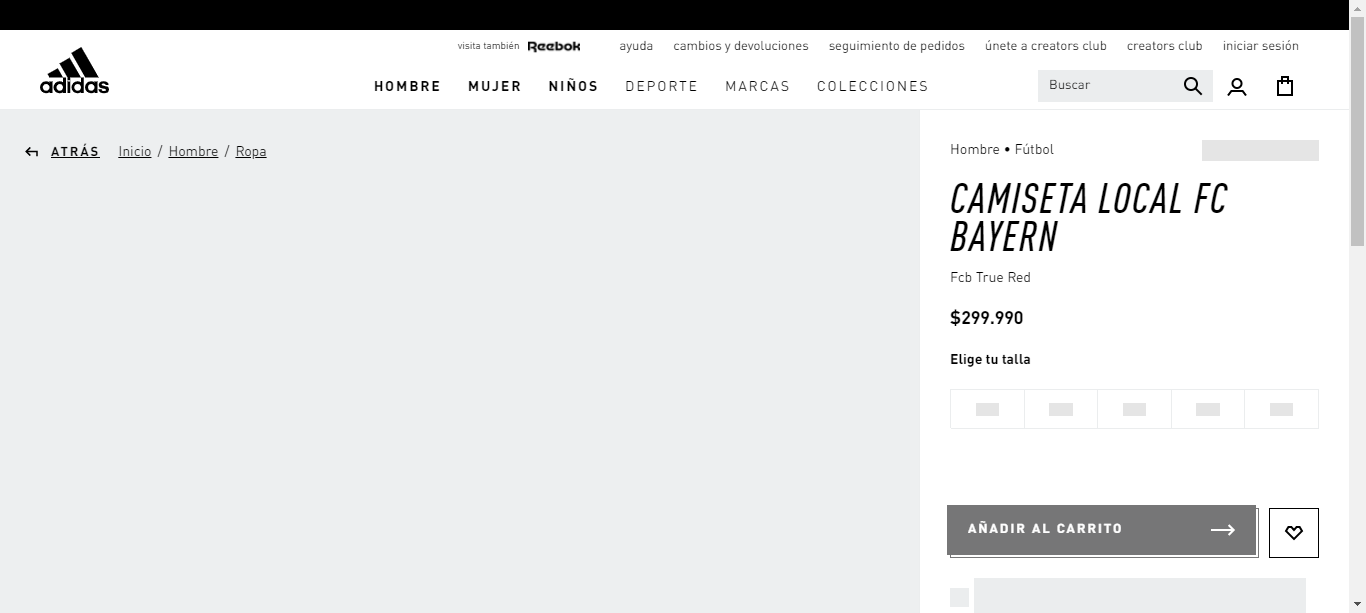 visita también Reebok ayuda cambios y devoluciones seguimiento de pedidos únete a creators club creators club iniciar sesión
adidas
HOMBRE MUJER NIÑOS DEPORTE MARCAS COLECCIONES Buscar
ATRÁS Inicio / Hombre / Ropa
Hombre • Fútbol
CAMISETA LOCAL FC
BAYERN
Fcb True Red
$299.990
Elige tu talla
AÑADIR AL CARRITO